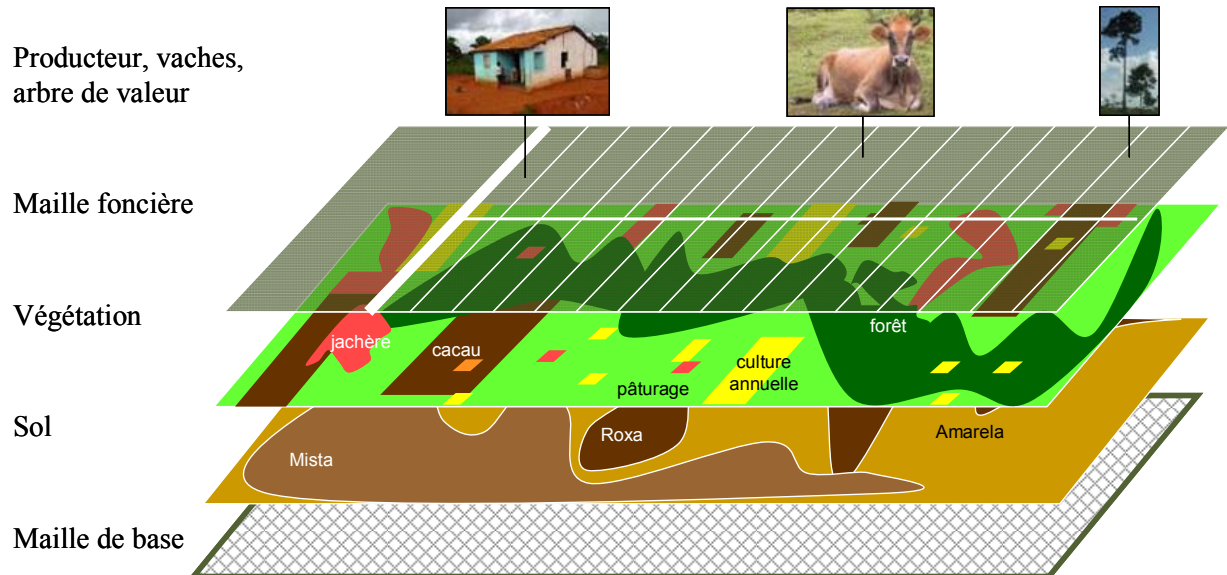 Producteur, vaches,
arbre de valeur
Maille foncière
Végétation
forêt
jachère
cacau
culture
annuelle
pâturage
Sol
Roxa
Amarela
Mista
Maille de base